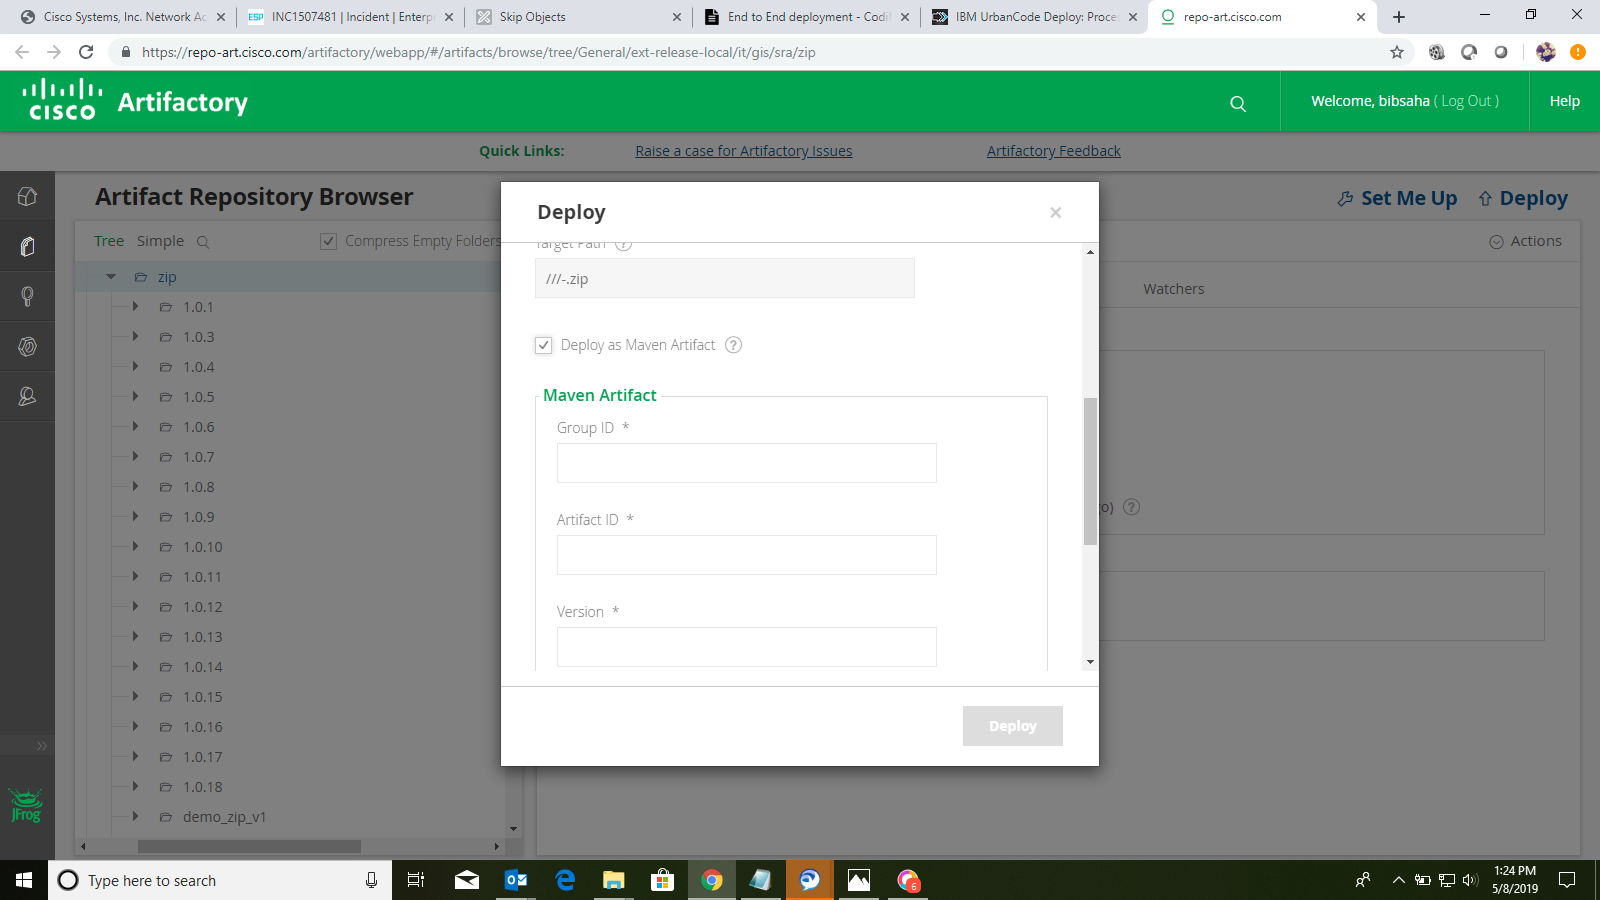 Cisco Systems, Inc. Network Ac
ESP INC1507481 | Incident | Enterpr
Skip Objects
End to End deployment - Codi
IBM UrbanCode Deploy: Proces
repo-art.cisco.com
https://repo-art.cisco.com/artifactory/webapp/#/artifacts/browse/tree/General/ext-release-local/it/gis/sra/zip
CISCO Artifactory
Welcome, bibsaha ( Log Out )
Help
Quick Links:
Raise a case for Artifactory Issues
Artifactory Feedback
Artifact Repository Browser
Set Me Up
Deploy
Tree Simple
Compress Empty Folders
Actions
Watchers
zip
1.0.1
1.0.3
1.0.4
1.0.5
1.0.6
1.0.7
1.0.8
1.0.9
1.0.10
1.0.11
1.0.12
1.0.13
1.0.14
1.0.15
1.0.16
1.0.17
1.0.18
demo_zip_v1
JFrog
Deploy
Target Path ?
///-.zip
Deploy as Maven Artifact ?
Maven Artifact
Group ID *
Artifact ID *
Version *
Deploy
Type here to search
6
1:24 PM
5/8/2019